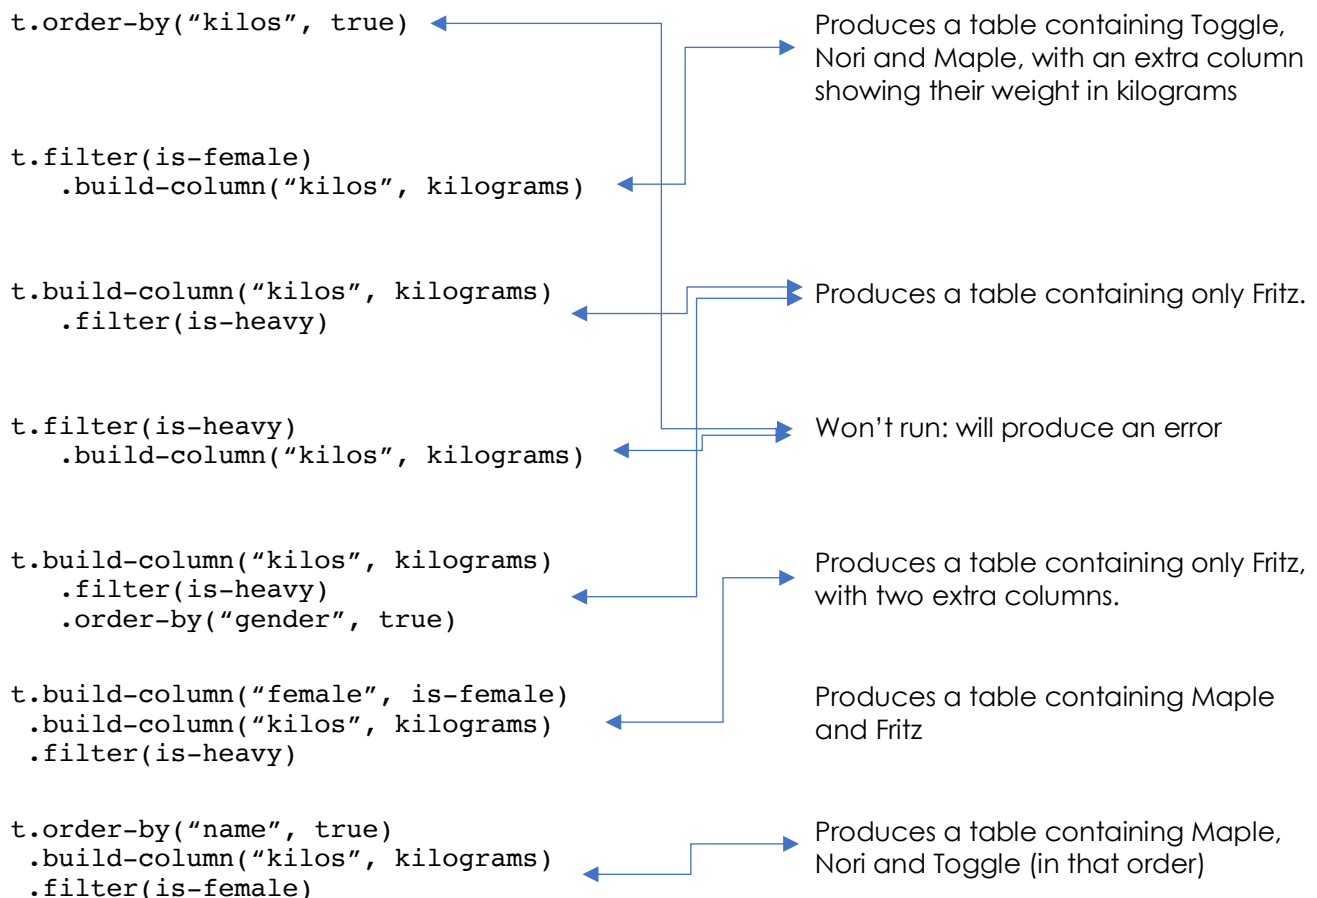 t.order-by(“kilos”, true)
Produces a table containing Toggle,
Nori and Maple, with an extra column
showing their weight in kilograms
t.filter(is-female)
.build-column(“kilos”, kilograms)
t.build-column(“kilos”, kilograms)
.filter(is-heavy)
Produces a table containing only Fritz.
t.filter(is-heavy)
.build-column(“kilos”, kilograms)
Won’t run: will produce an error
t.build-column(“kilos”, kilograms)
.filter(is-heavy)
.order-by(“gender”, true)
Produces a table containing only Fritz,
with two extra columns.
t.build-column(“female”, is-female)
.build-column(“kilos”, kilograms)
.filter(is-heavy)
Produces a table containing Maple
and Fritz
t.order-by(“name”, true)
.build-column(“kilos”, kilograms)
.filter(is-female)
Produces a table containing Maple,
Nori and Toggle (in that order)